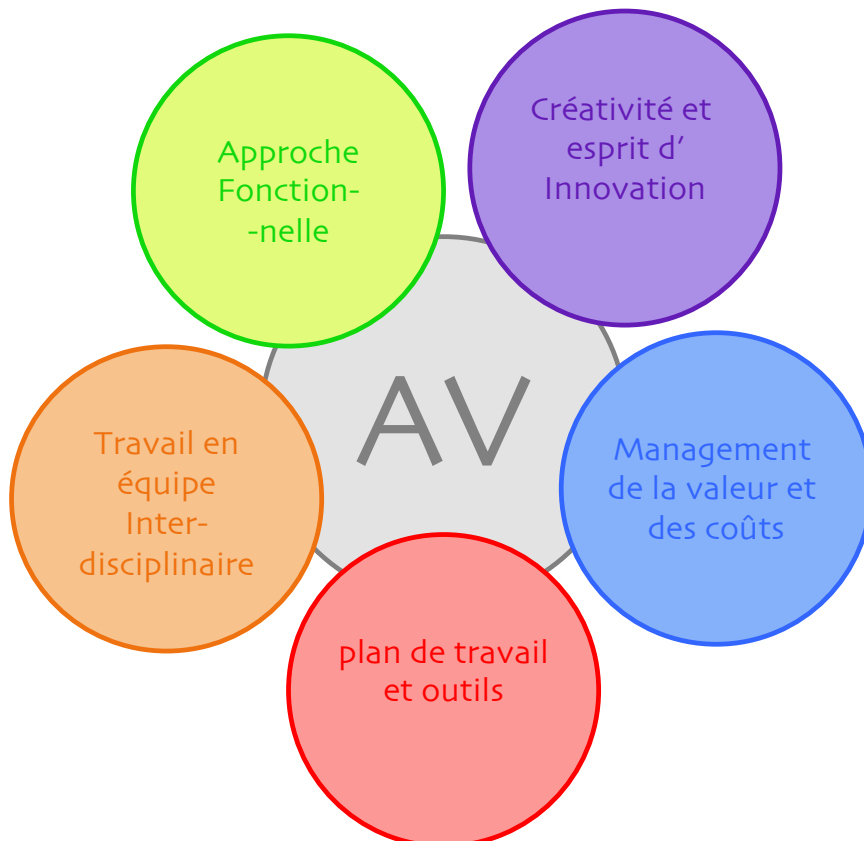 Créativité et
esprit d’
Innovation
Approche
Fonction-
-nelle
AV
Travail en
équipe
Inter-
disciplinaire
Management
de la valeur et
des coûts
plan de travail
et outils